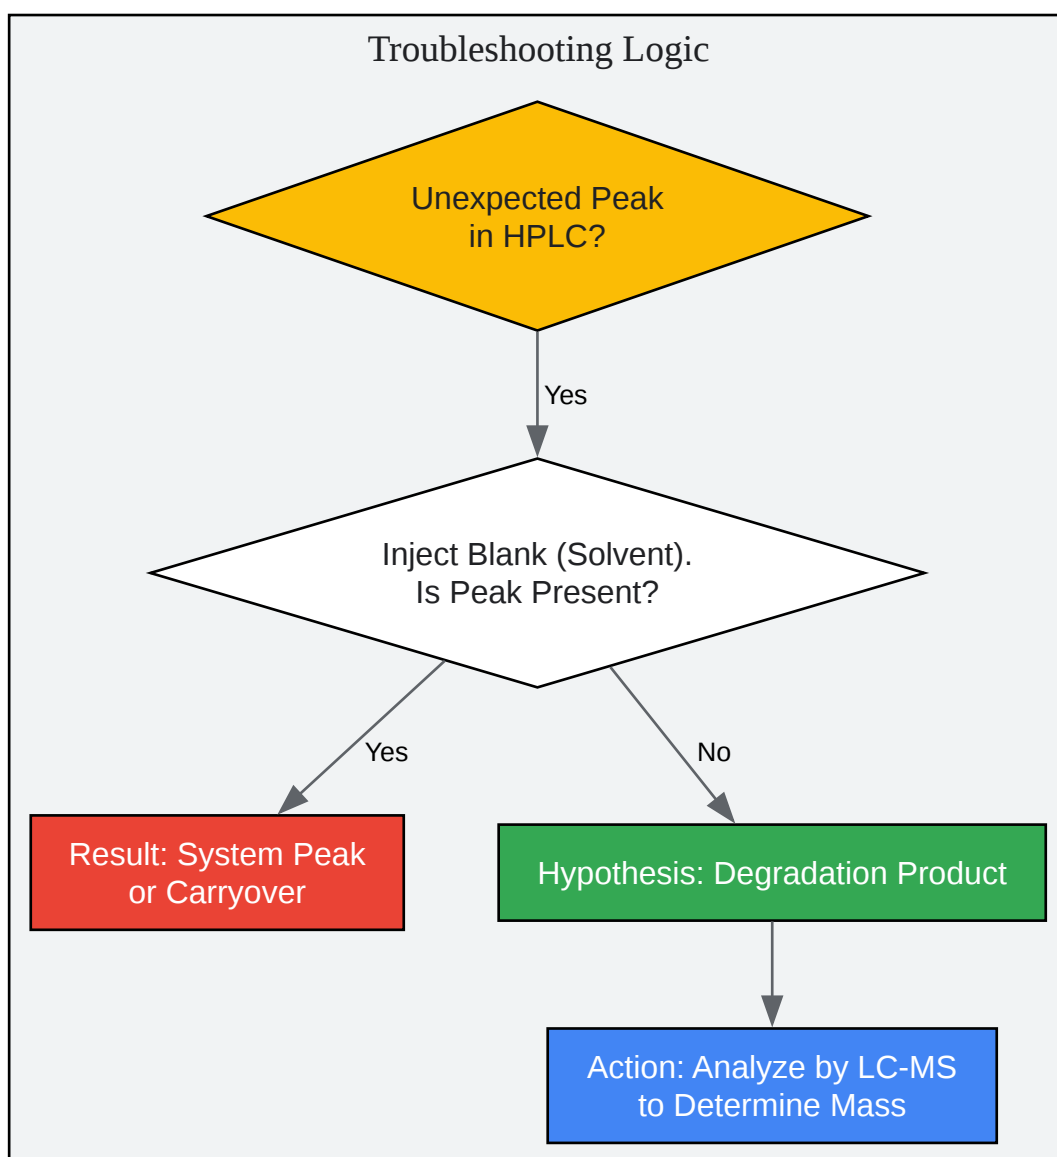 Troubleshooting Logic
Unexpected Peak
in HPLC?
Yes
Inject Blank (Solvent).
Is Peak Present?
Yes
No
Result: System Peak
or Carryover
Hypothesis: Degradation Product
Action: Analyze by LC-MS
to Determine Mass